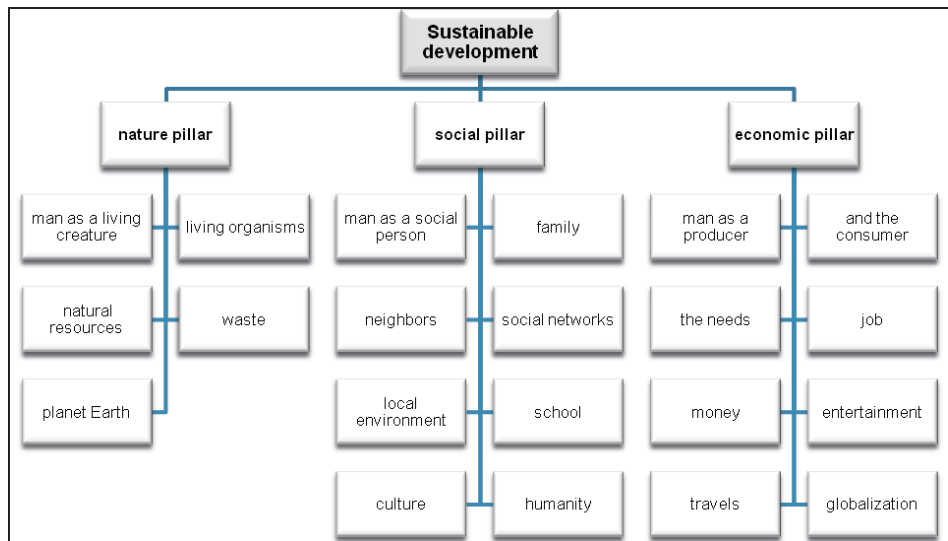 Sustainable
development
nature pillar
social pillar
economic pillar
man as a living
creature
living organisms
man as a social
person
family
man as a
producer
and the
consumer
natural
resources
waste
neighbors
social networks
the needs
job
planet Earth
local
environment
school
money
entertainment
culture
humanity
travels
globalization